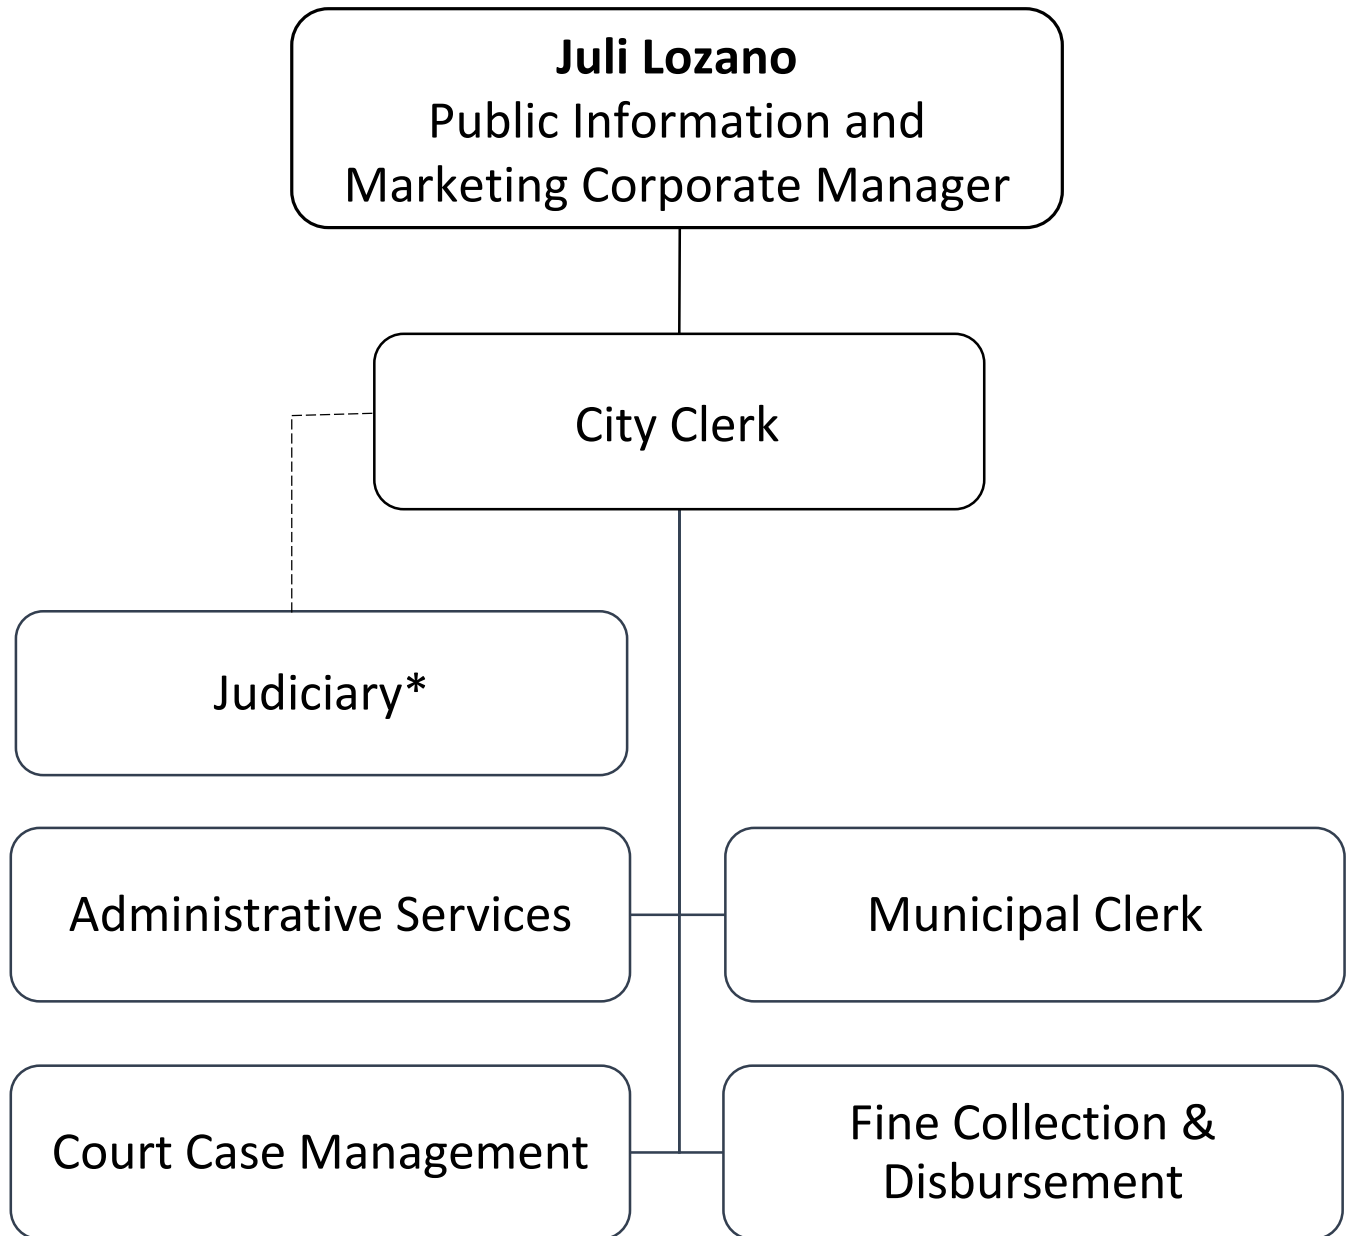 Juli Lozano
Public Information and
Marketing Corporate Manager
City Clerk
Judiciary*
Administrative Services
Municipal Clerk
Court Case Management
Fine Collection &
Disbursement